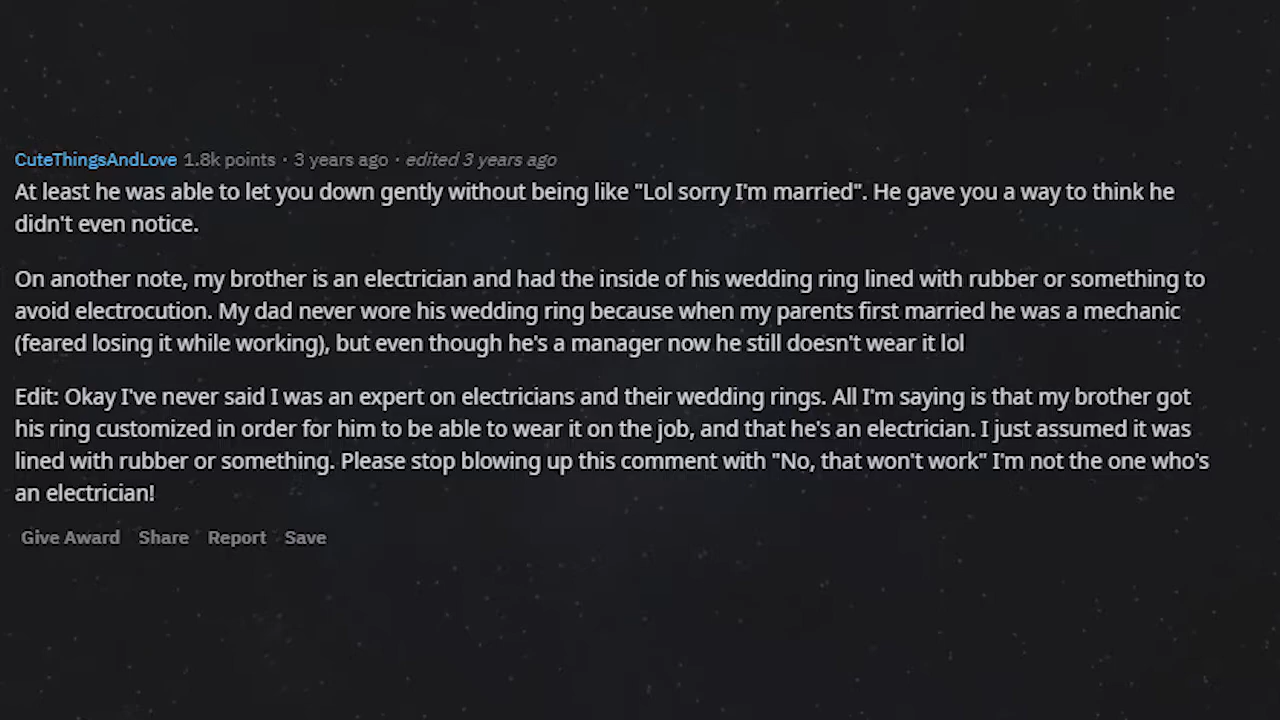 CuteThingsAndLove 1.8k points · 3 years ago · edited 3 years ago
At least he was able to let you down gently without being like "Lol sorry I'm married". He gave you a way to think he
didn't even notice.
On another note, my brother is an electrician and had the inside of his wedding ring lined with rubber or something to
avoid electrocution. My dad never wore his wedding ring because when my parents first married he was a mechanic
(feared losing it while working), but even though he's a manager now he still doesn't wear it lol
Edit: Okay I've never said I was an expert on electricians and their wedding rings. All I'm saying is that my brother got
his ring customized in order for him to be able to wear it on the job, and that he's an electrician. I just assumed it was
lined with rubber or something. Please stop blowing up this comment with "No, that won't work" I'm not the one who's
an electrician!
Give Award Share Report Save